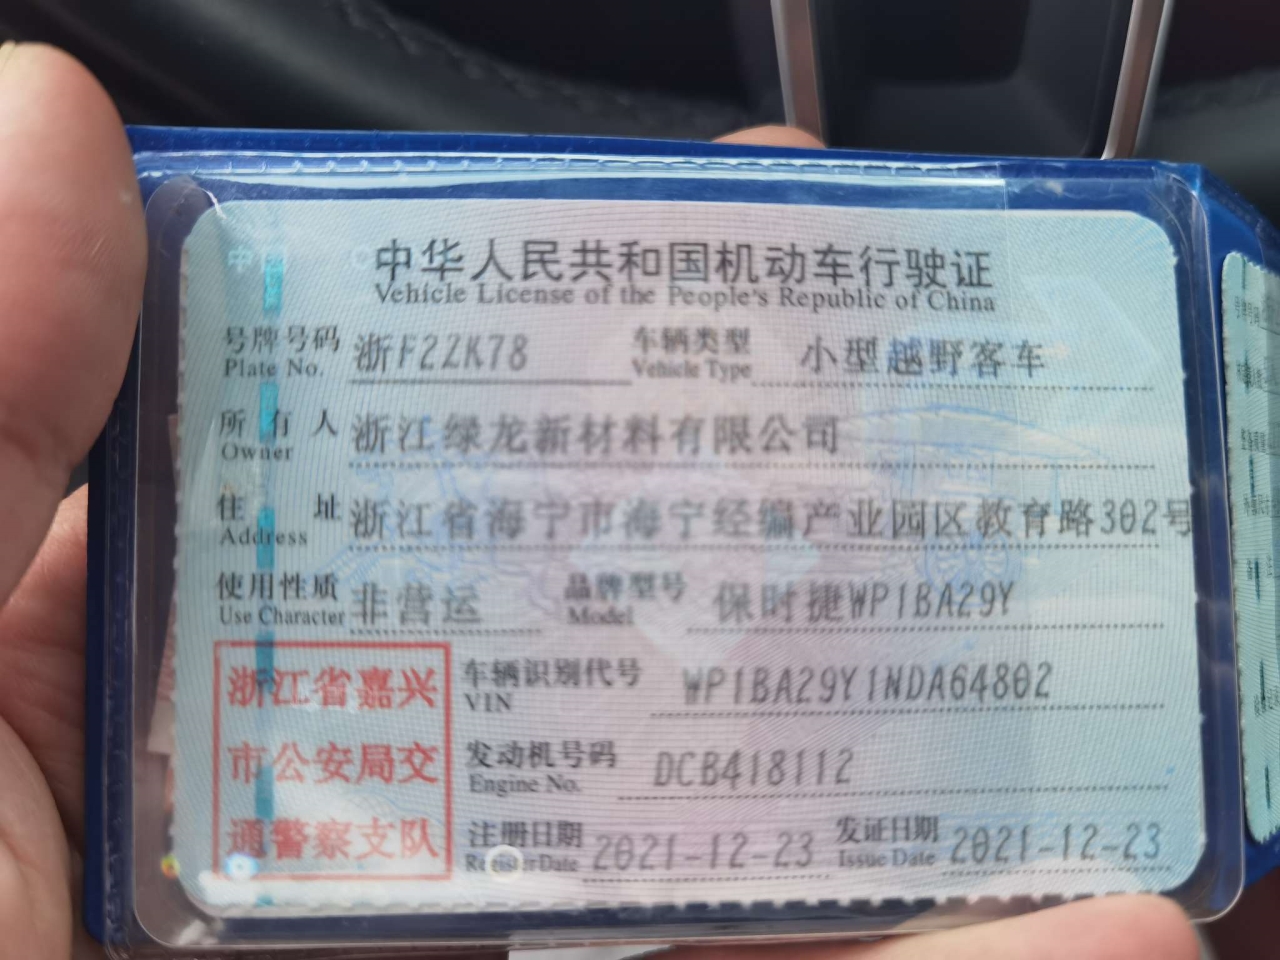 中华人民共和国机动车行驶证
Vehicle License of the People's Republic of China
号牌号码 浙F2ZK78 车辆类型 小型越野客车
Plate No. Vehicle Type
所有人 浙江绿龙新材料有限公司
Owner
住址 浙江省海宁市海宁经编产业园区教育路302号
Address
使用性质 非营运 品牌型号 保时捷WP1BA29Y
Use Character Model
浙江省嘉兴
市公安局交
通警察支队
车辆识别代号 WP1BA29Y1NDA64802
VIN
发动机号码 DCB418112
Engine No.
注册日期 2021-12-23 发证日期 2021-12-23
Register Date Issue Date